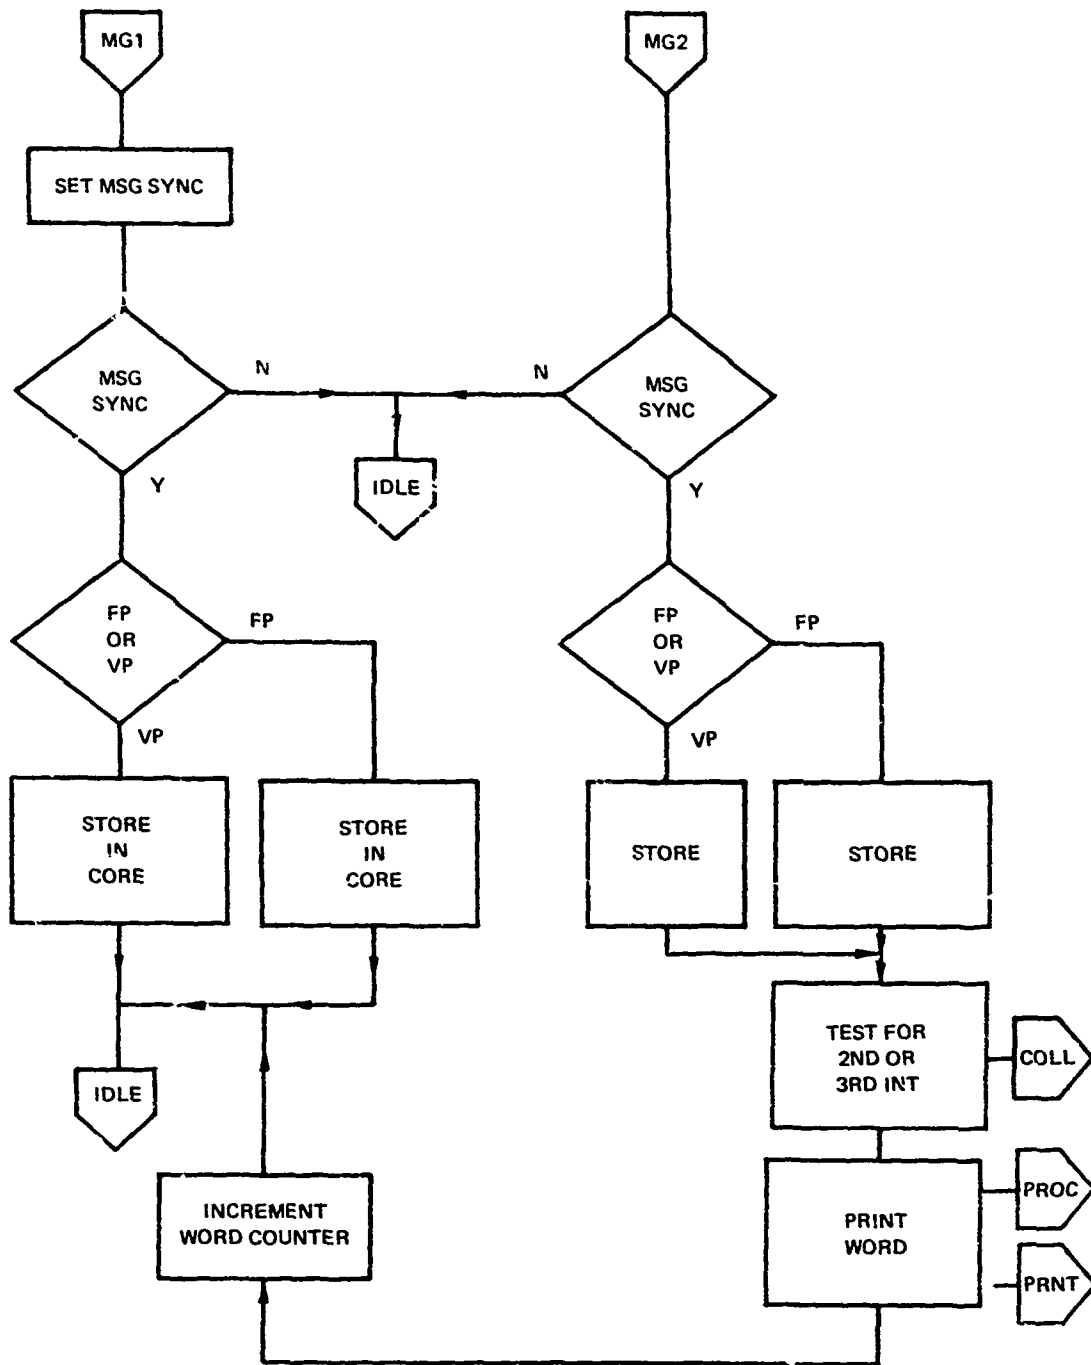 MG1
MG2
SET MSG SYNC
MSG
SYNC
N
N
MSG
SYNC
IDLE
Y
Y
FP
OR
VP
FP
FP
OR
VP
FP
VP
VP
STORE
IN
CORE
STORE
IN
CORE
STORE
STORE
TEST FOR
2ND OR
3RD INT
COLL
IDLE
INCREMENT
WORD COUNTER
PRINT
WORD
PROC
PRNT